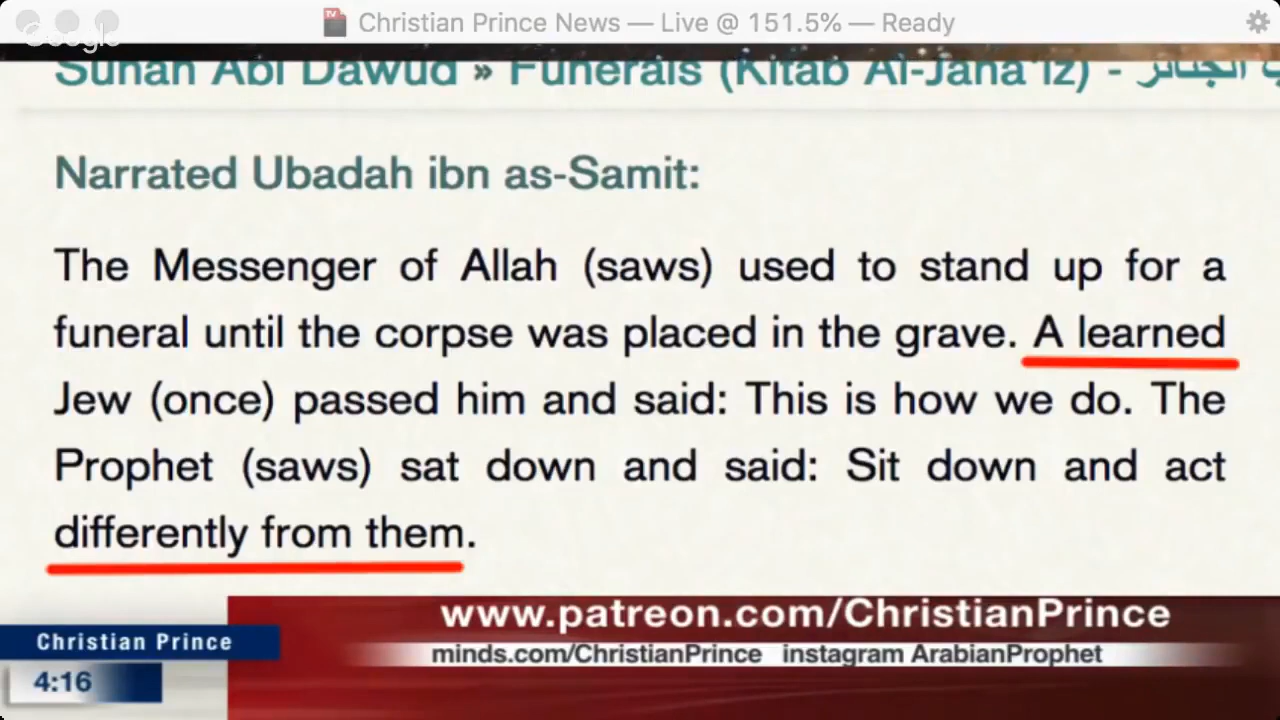 Christian Prince News — Live @ 151.5% — Ready
Google
Sunan Abi Dawud » Funerals (Kitab Al-Jana'iz) - ب الجنائز
Narrated Ubadah ibn as-Samit:
The Messenger of Allah (saws) used to stand up for a
funeral until the corpse was placed in the grave. A learned
Jew (once) passed him and said: This is how we do. The
Prophet (saws) sat down and said: Sit down and act
differently from them.
www.patreon.com/ChristianPrince
Christian Prince
minds.com/ChristianPrince instagram ArabianProphet
4:16